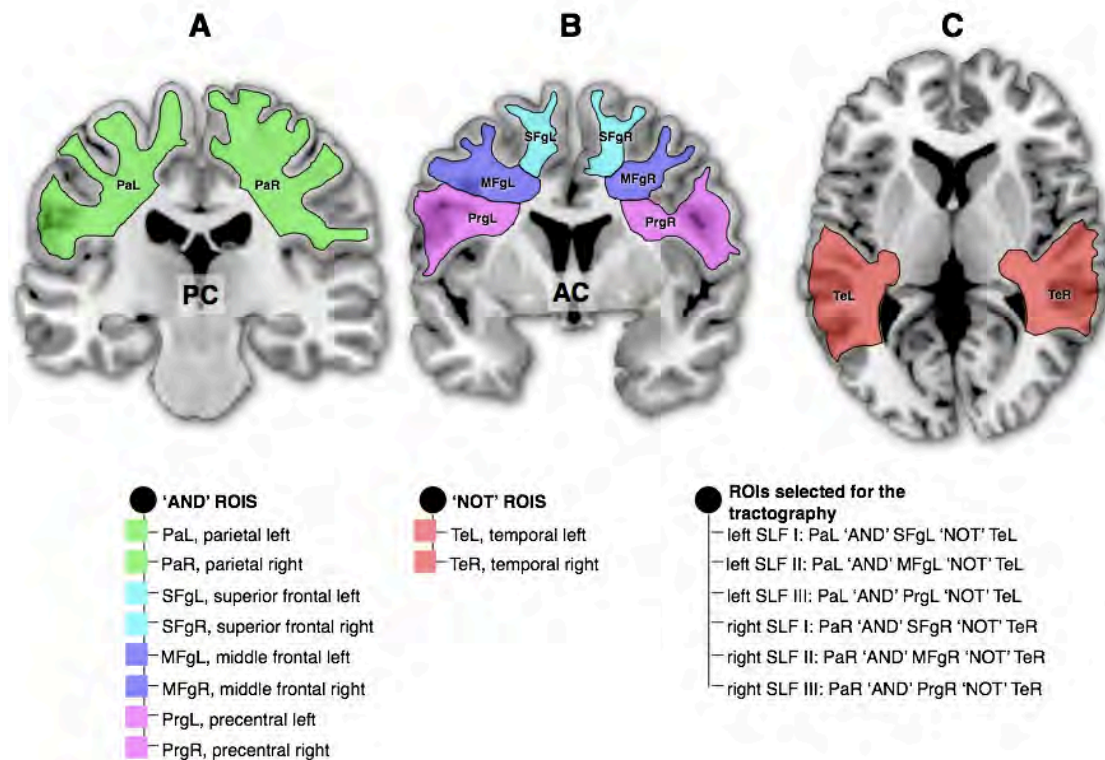 A
B
C
PaL
PaR
PC
SFgL
SFgR
MFgL
MFgR
PrgL
PrgR
AC
TeL
TeR
‘AND’ ROIS
PaL, parietal left
PaR, parietal right
SFgL, superior frontal left
SFgR, superior frontal right
MFgL, middle frontal left
MFgR, middle frontal right
PrgL, precentral left
PrgR, precentral right
‘NOT’ ROIS
TeL, temporal left
TeR, temporal right
ROIs selected for the
tractography
left SLF I: PaL ‘AND’ SFgL ‘NOT’ TeL
left SLF II: PaL ‘AND’ MFgL ‘NOT’ TeL
left SLF III: PaL ‘AND’ PrgL ‘NOT’ TeL
right SLF I: PaR ‘AND’ SFgR ‘NOT’ TeR
right SLF II: PaR ‘AND’ MFgR ‘NOT’ TeR
right SLF III: PaR ‘AND’ PrgR ‘NOT’ TeR